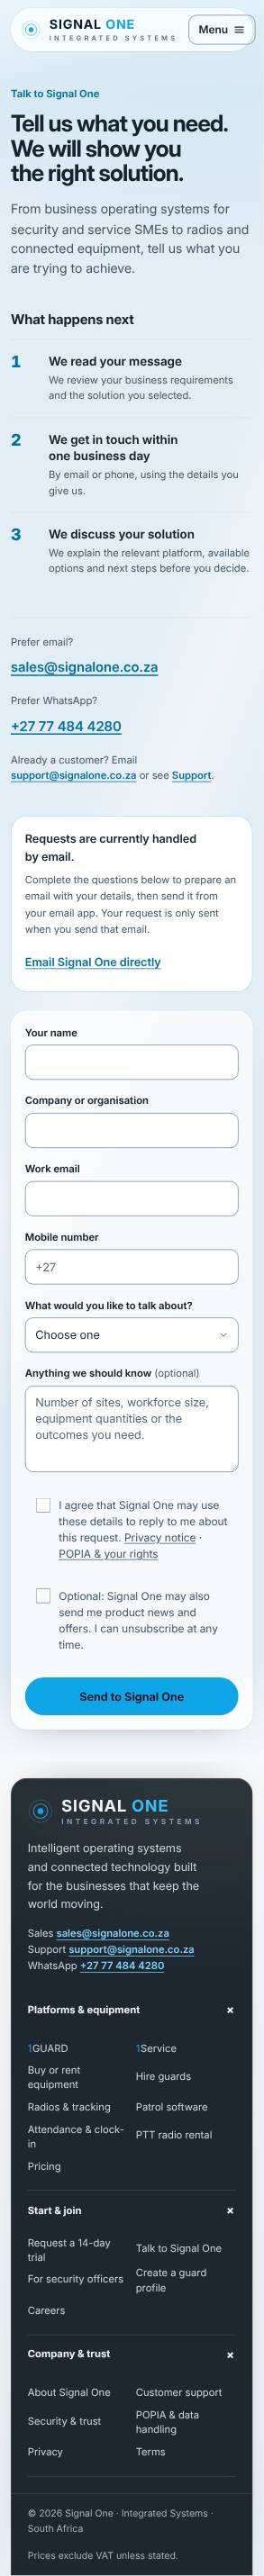 SIGNAL ONE
INTEGRATED SYSTEMS
Menu
Talk to Signal One
Tell us what you need.
We will show you
the right solution.
From business operating systems for
security and service SMEs to radios and
connected equipment, tell us what you
are trying to achieve.
What happens next
1
We read your message
We review your business requirements
and the solution you selected.
2
We get in touch within
one business day
By email or phone, using the details you
give us.
3
We discuss your solution
We explain the relevant platform, available
options and next steps before you decide.
Prefer email?
sales@signalone.co.za
Prefer WhatsApp?
+27 77 484 4280
Already a customer? Email
support@signalone.co.za or see Support.
Requests are currently handled
by email.
Complete the questions below to prepare an
email with your details, then send it from
your email app. Your request is only sent
when you send that email.
Email Signal One directly
Your name
Company or organisation
Work email
Mobile number
+27
What would you like to talk about?
Choose one
Anything we should know (optional)
Number of sites, workforce size,
equipment quantities or the
outcomes you need.
I agree that Signal One may use
these details to reply to me about
this request. Privacy notice ·
POPIA & your rights
Optional: Signal One may also
send me product news and
offers. I can unsubscribe at any
time.
Send to Signal One
SIGNAL ONE
INTEGRATED SYSTEMS
Intelligent operating systems
and connected technology built
for the businesses that keep the
world moving.
Sales sales@signalone.co.za
Support support@signalone.co.za
WhatsApp +27 77 484 4280
Platforms & equipment
1GUARD
1Service
Buy or rent
equipment
Hire guards
Radios & tracking
Patrol software
Attendance & clock-
in
PTT radio rental
Pricing
Start & join
Request a 14-day
trial
Talk to Signal One
For security officers
Create a guard
profile
Careers
Company & trust
About Signal One
Customer support
Security & trust
POPIA & data
handling
Privacy
Terms
© 2026 Signal One · Integrated Systems ·
South Africa
Prices exclude VAT unless stated.